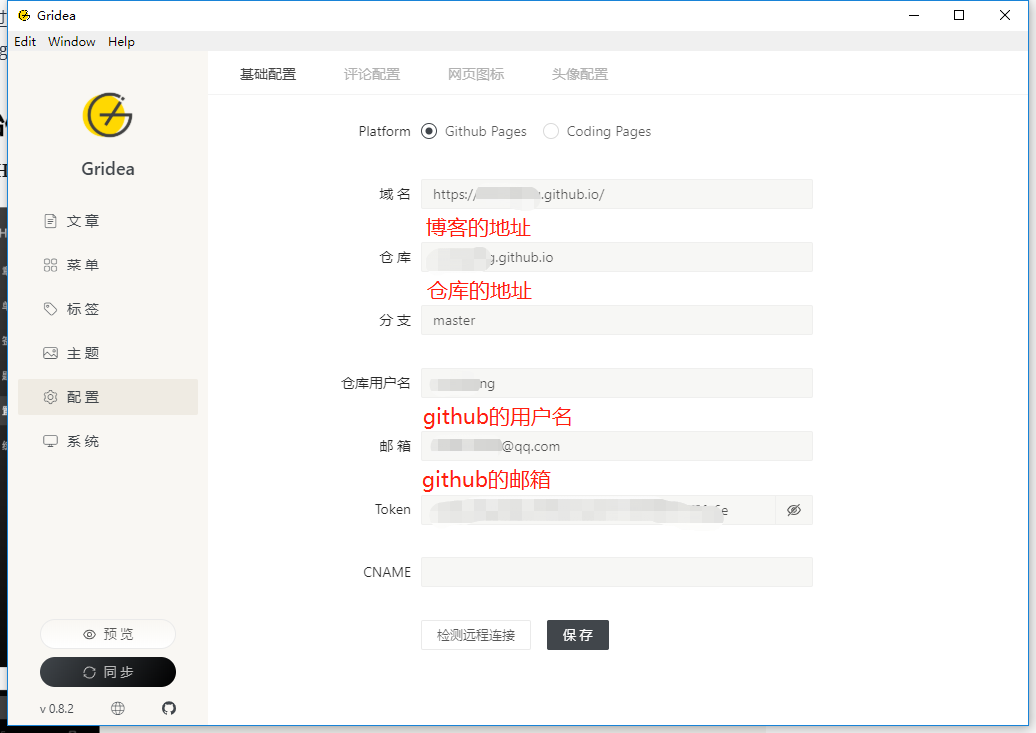 Gridea
Edit Window Help
Gridea
文章
菜单
标签
主题
配置
系统
预览
同步
v 0.8.2
基础配置 评论配置 网页图标 头像配置
Platform Github Pages Coding Pages
域名 https:// .github.io/
博客的地址
仓库 g.github.io
仓库的地址
分支 master
仓库用户名 ng
github的用户名
邮箱 @qq.com
github的邮箱
Token
CNAME
检测远程连接 保存